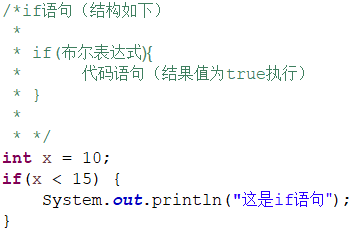 /*if语句（结构如下）
 *
 * if(布尔表达式){
 *      代码语句（结果值为true执行）
 * }
 *
 * */
int x = 10;
if(x < 15) {
    System.out.println("这是if语句");
}